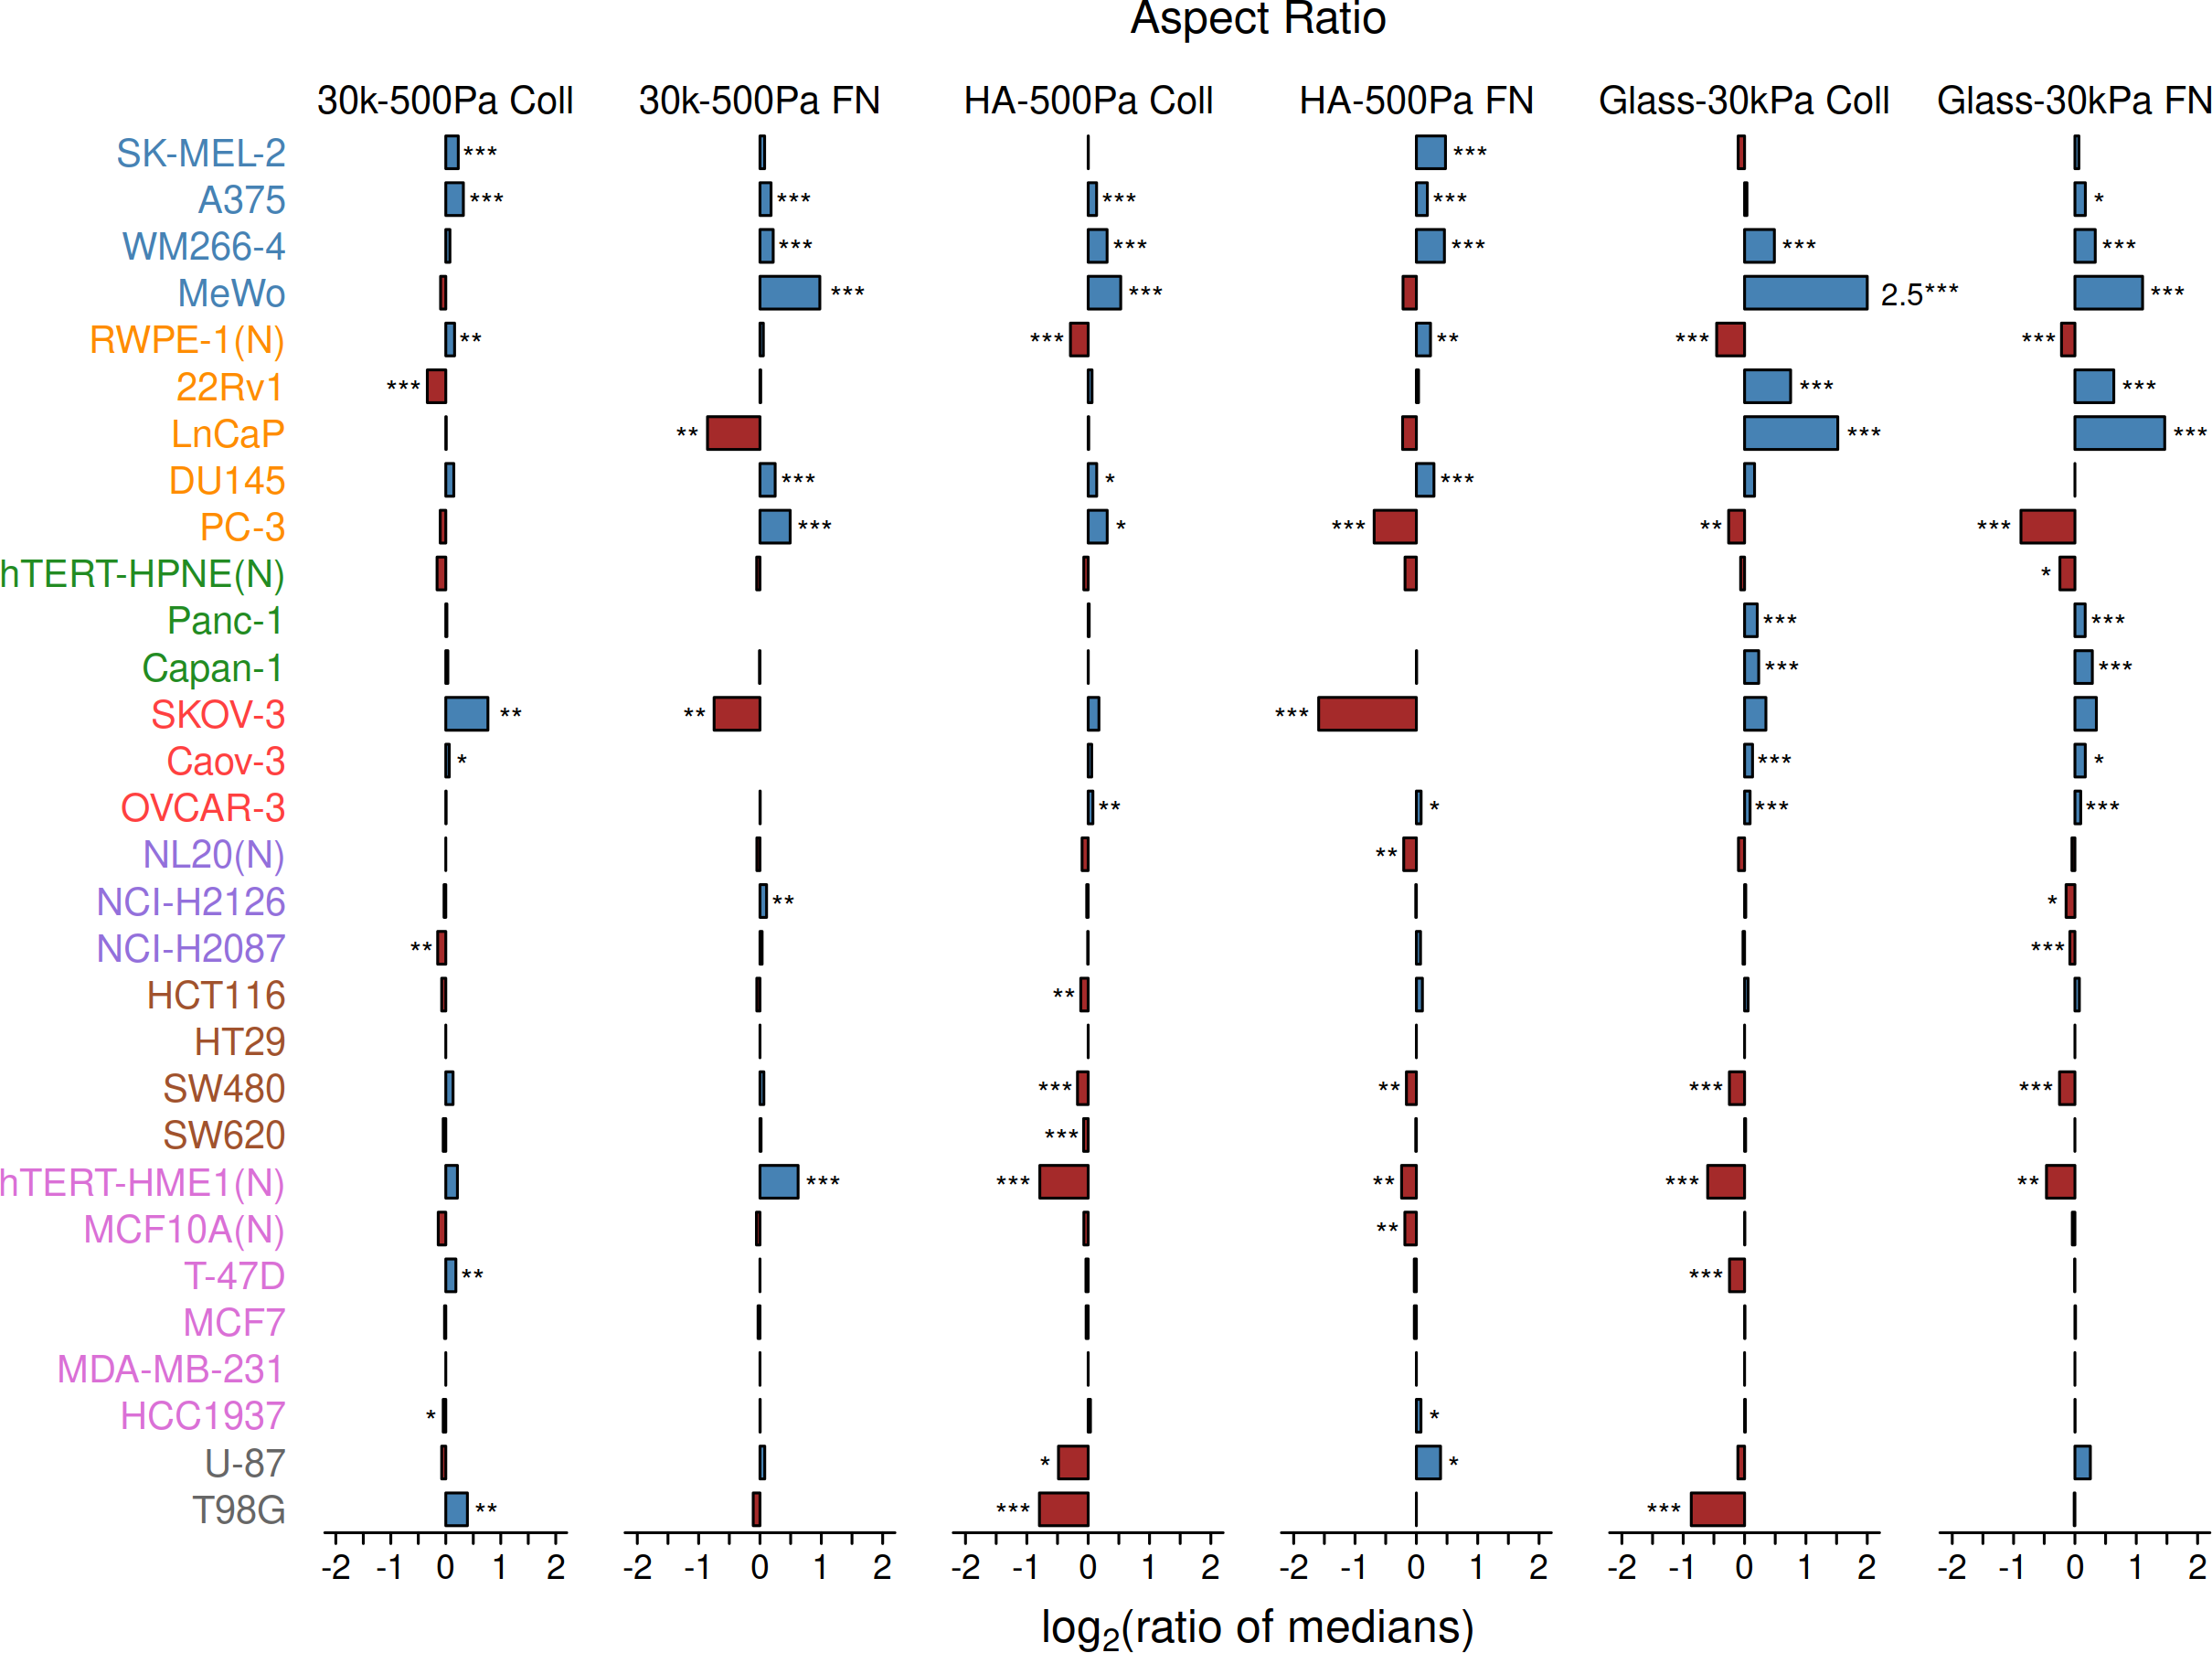 Aspect Ratio
30k-500Pa Coll 30k-500Pa FN HA-500Pa Coll HA-500Pa FN Glass-30kPa Coll Glass-30kPa FN
SK-MEL-2 *** ***
A375 *** *** *** *** *
WM266-4 *** *** *** *** ***
MeWo *** *** 2.5*** ***
RWPE-1(N) ** *** ** *** ***
22Rv1 *** *** ***
LnCaP ** *** ***
DU145 *** * ***
PC-3 *** * *** ** ***
hTERT-HPNE(N) *
Panc-1 *** ***
Capan-1 *** ***
SKOV-3 ** ** ***
Caov-3 * *** *
OVCAR-3 ** * *** ***
NL20(N) **
NCI-H2126 ** *
NCI-H2087 ** ***
HCT116 **
HT29
SW480 *** ** *** ***
SW620 ***
hTERT-HME1(N) *** *** ** *** **
MCF10A(N) **
T-47D ** ***
MCF7
MDA-MB-231
HCC1937 * *
U-87 * *
T98G ** *** ***
-2 -1 0 1 2 -2 -1 0 1 2 -2 -1 0 1 2 -2 -1 0 1 2 -2 -1 0 1 2 -2 -1 0 1 2
log₂(ratio of medians)